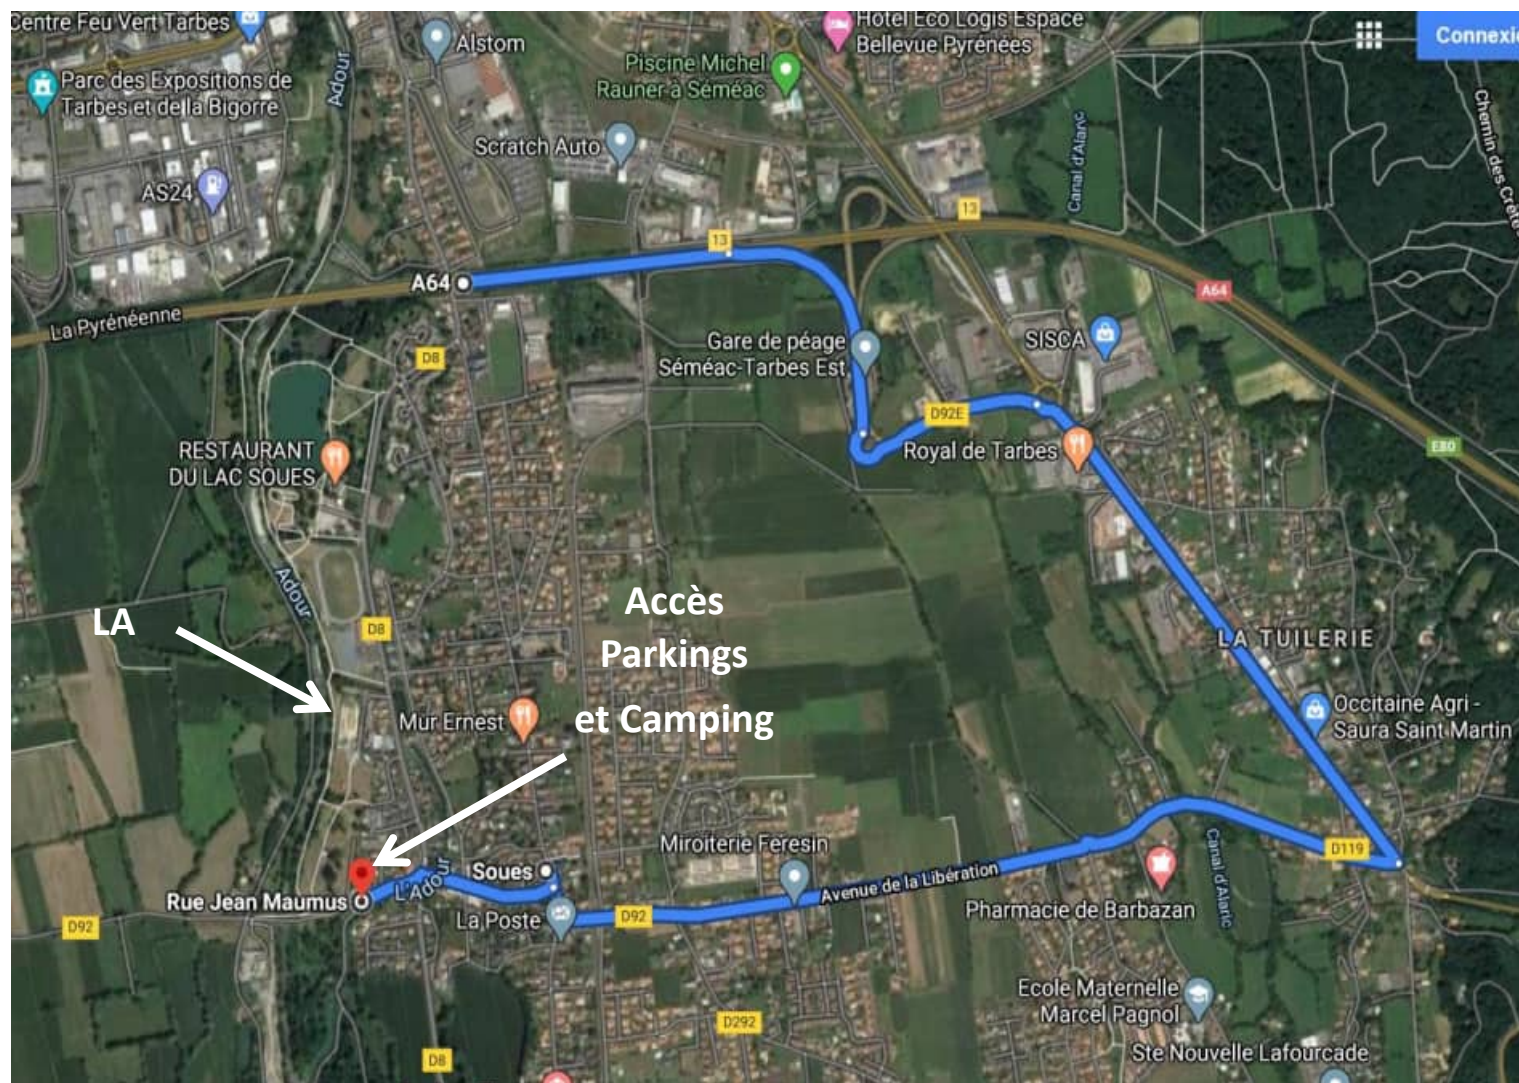 Centre Feu Vert Tarbes
Alstom
Hôtel Éco Logis Espace
Bellevue Pyrénées
Connexi
Parc des Expositions de
Tarbes et de la Bigorre
Adour
Piscine Michel
Rauner à Séméac
Chemin des Crêtes
Scratch Auto
Canal d'Alaric
AS24
13
13
A64
A64
La Pyrénéenne
Gare de péage
Séméac-Tarbes Est
SISCA
D8
D92E
E80
RESTAURANT
DU LAC SOUES
Royal de Tarbes
Adour
LA
D8
Accès
Parkings
et Camping
LA TUILERIE
Mur Ernest
Occitaine Agri -
Saura Saint Martin
Miroiterie Feresin
D119
Soues
L'Adour
Avenue de la Libération
Canal d'Alaric
Rue Jean Maumus
La Poste
D92
D92
Pharmacie de Barbazan
Ecole Maternelle
Marcel Pagnol
D292
D8
Ste Nouvelle Lafourcade